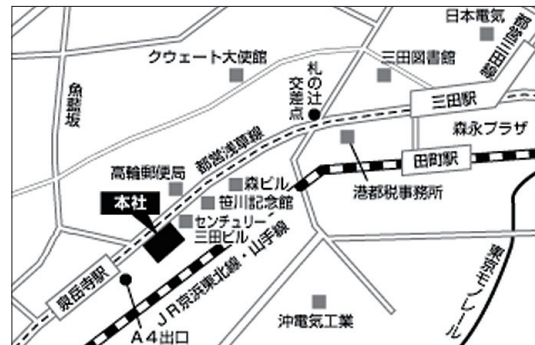 日本電気
都営三田線
クウェート大使館
三田図書館
札の辻
交差点
魚籃坂
三田駅
都営浅草線
森永プラザ
田町駅
高輪郵便局
森ビル
港都税事務所
笹川記念館
本社
センチュリー
三田ビル
JR京浜東北線・山手線
東京モノレール
泉岳寺駅
A4出口
沖電気工業